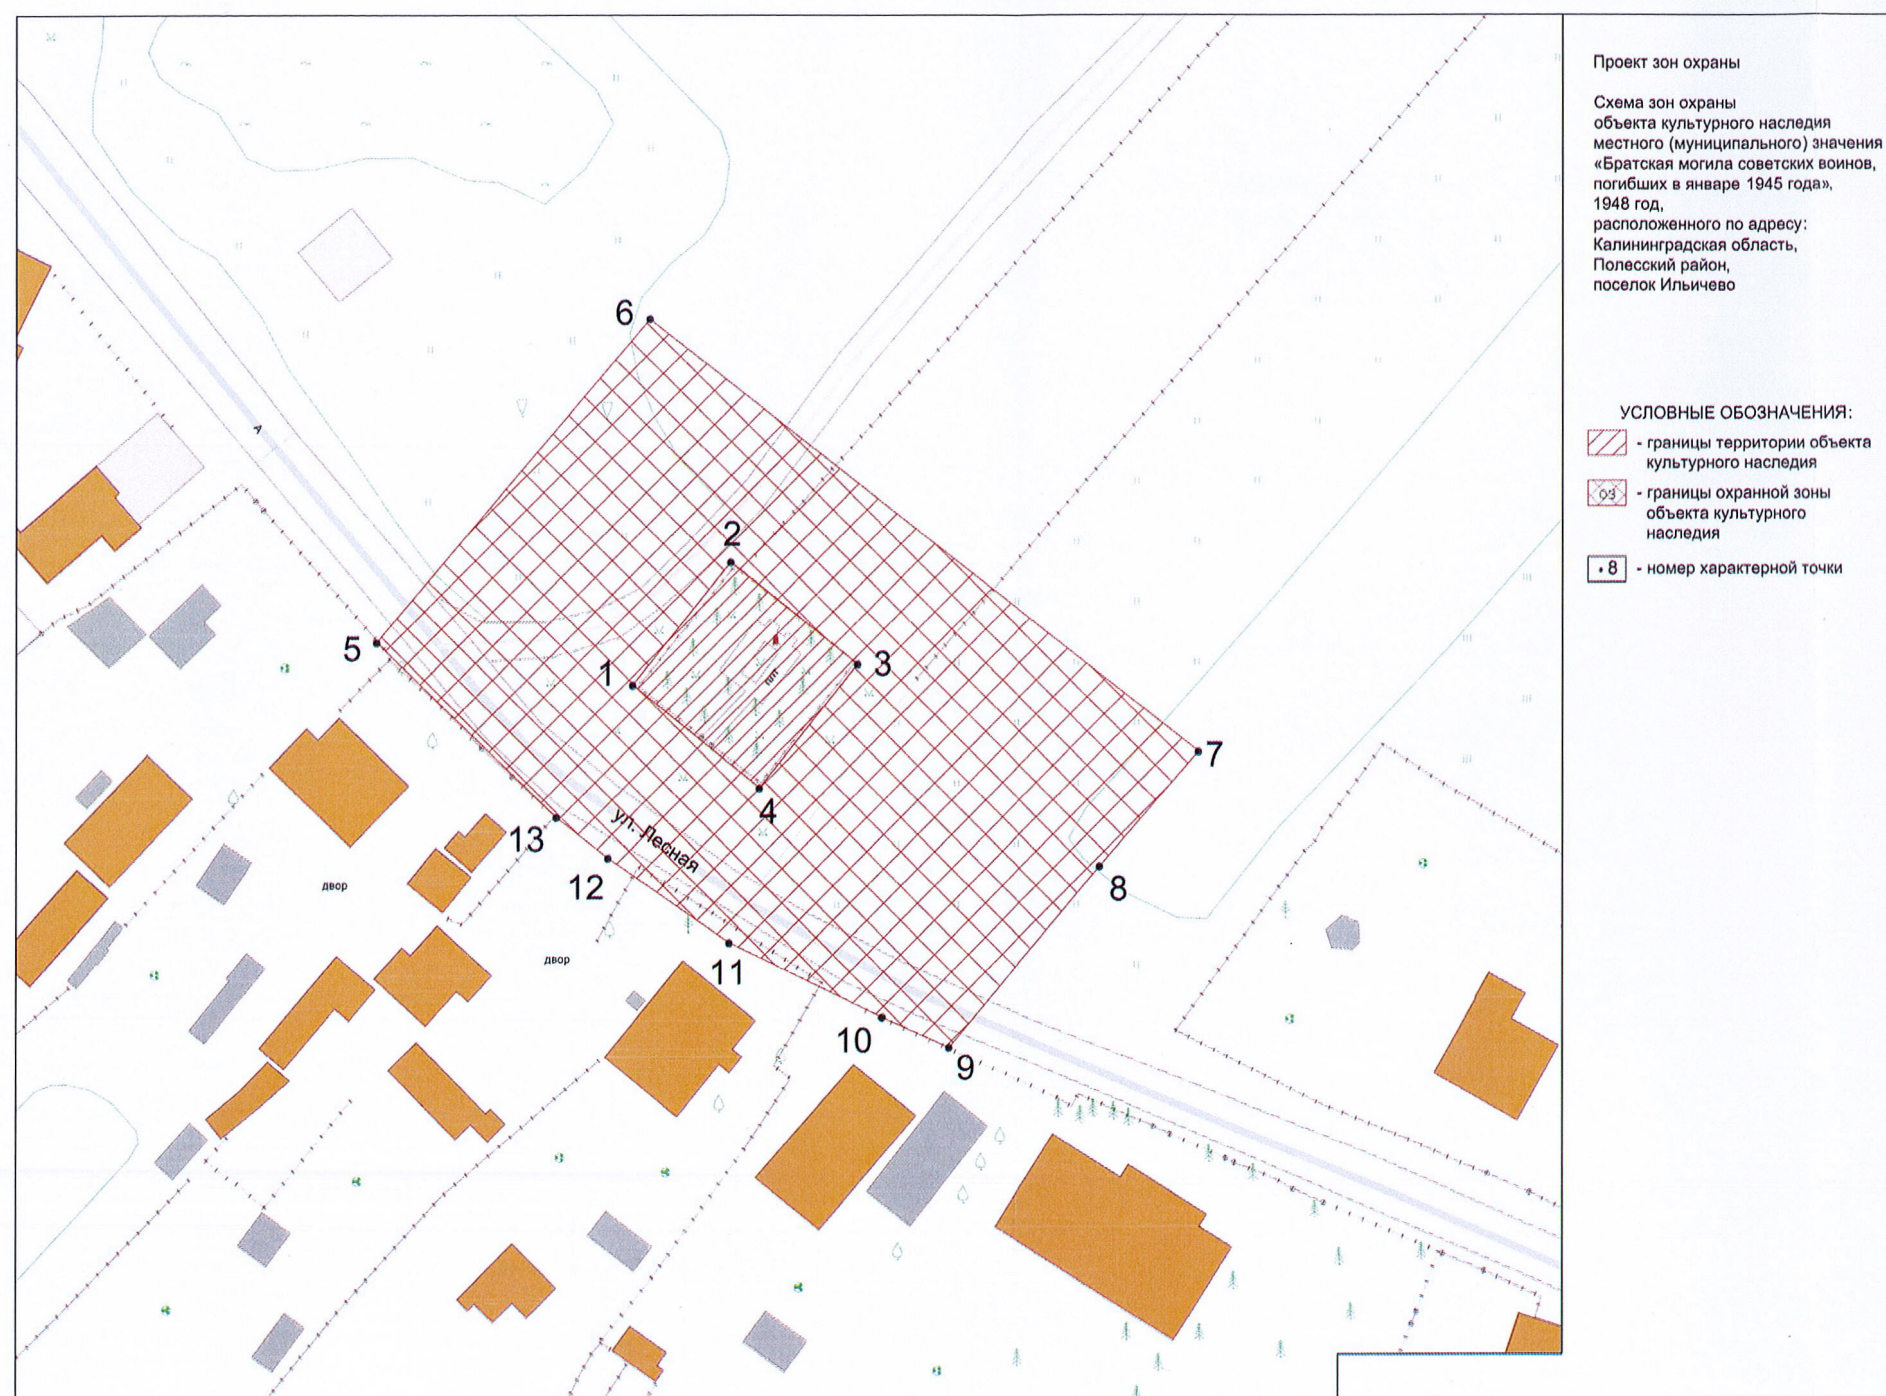 Проект зон охраны
Схема зон охраны
объекта культурного наследия
местного (муниципального) значения
«Братская могила советских воинов,
погибших в январе 1945 года»,
1948 год,
расположенного по адресу:
Калининградская область,
Полесский район,
поселок Ильичево
УСЛОВНЫЕ ОБОЗНАЧЕНИЯ:
- границы территории объекта
культурного наследия
ОЗ - границы охранной зоны
объекта культурного
наследия
8 - номер характерной точки
6
А
2
5
1
3
7
4
13
ул. Лесная
12
8
двор
двор
11
10
9